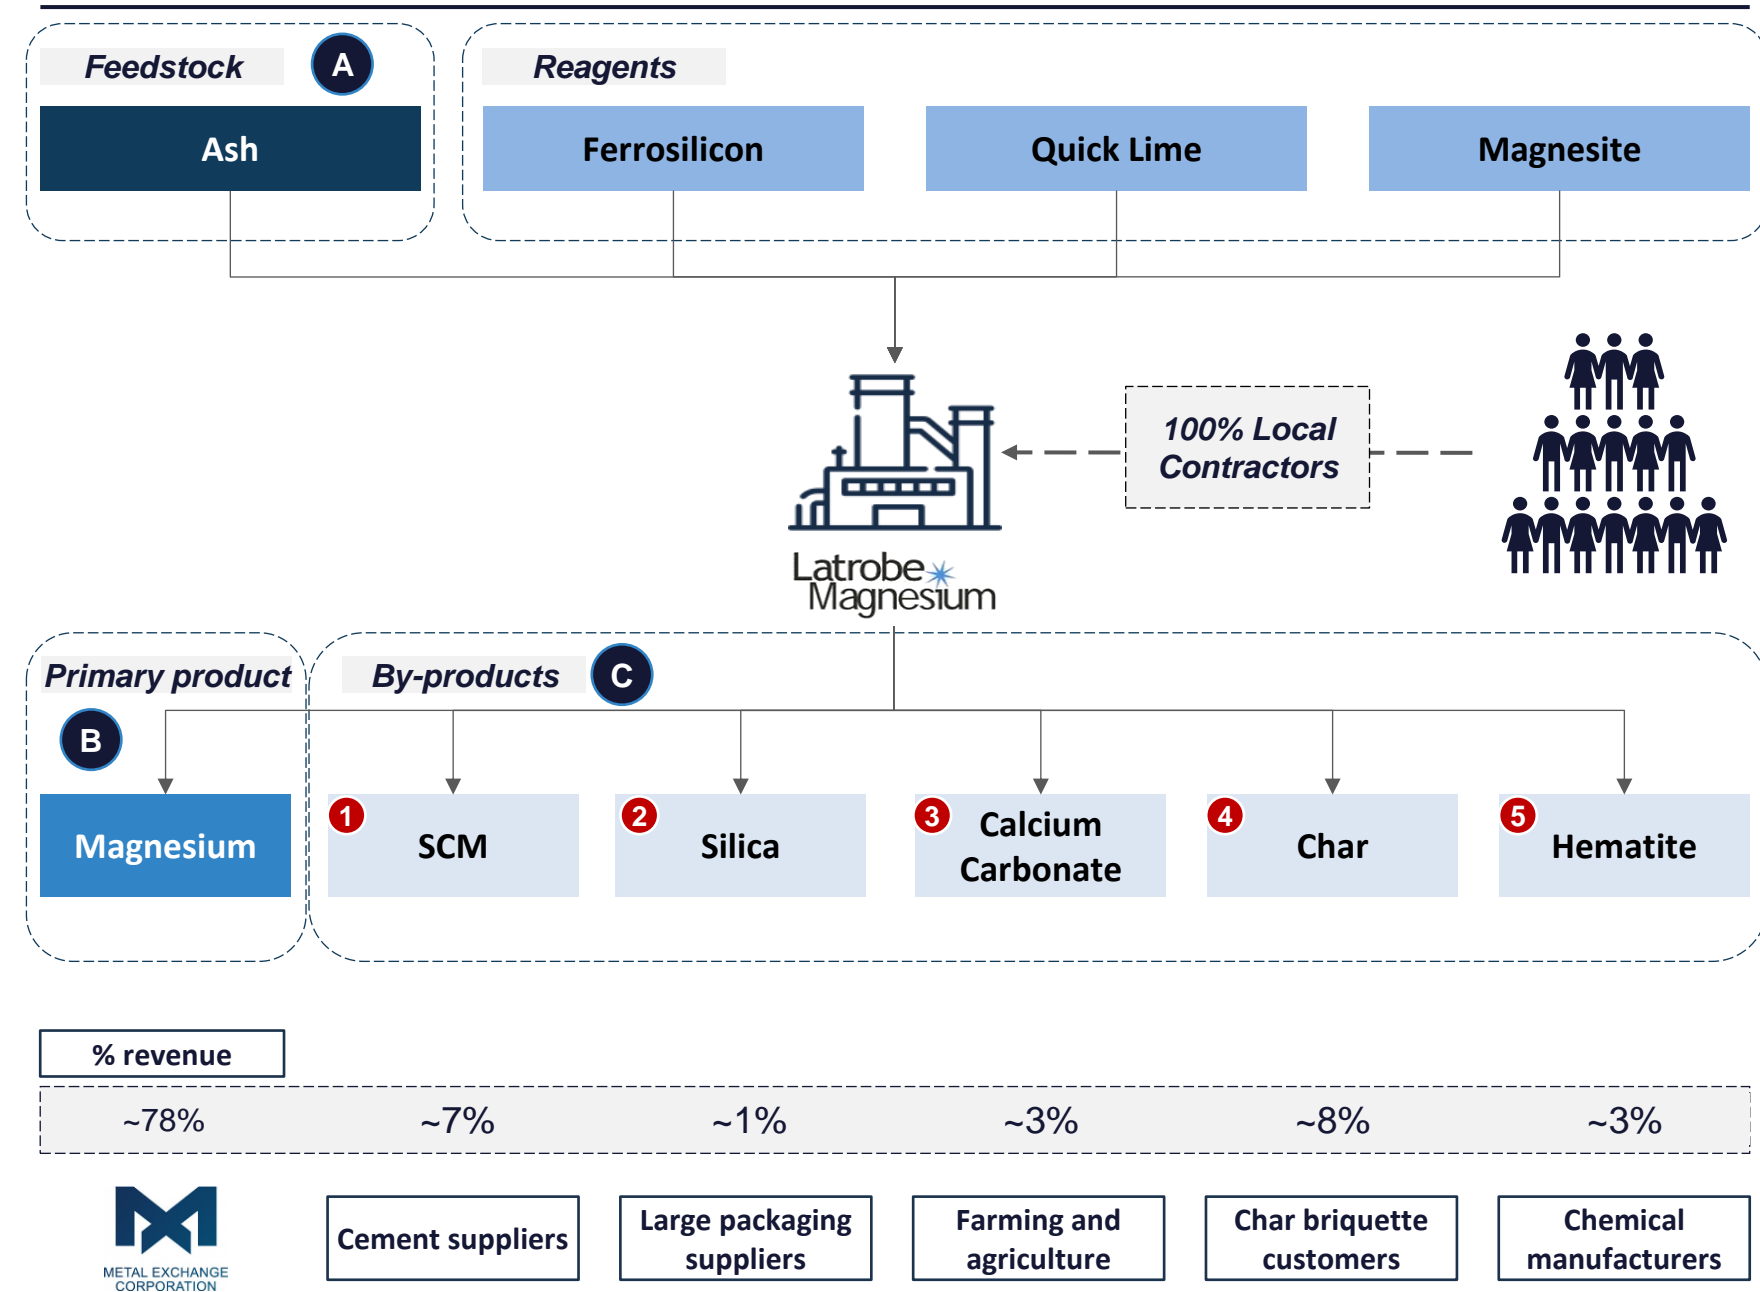 Feedstock
A
Reagents
Ash
Ferrosilicon
Quick Lime
Magnesite
100% Local
Contractors
Latrobe
Magnesium
Primary product
By-products
C
B
Magnesium
1
SCM
2
Silica
3
Calcium
Carbonate
4
Char
5
Hematite
% revenue
~78%
~7%
~1%
~3%
~8%
~3%
METAL EXCHANGE
CORPORATION
Cement suppliers
Large packaging
suppliers
Farming and
agriculture
Char briquette
customers
Chemical
manufacturers